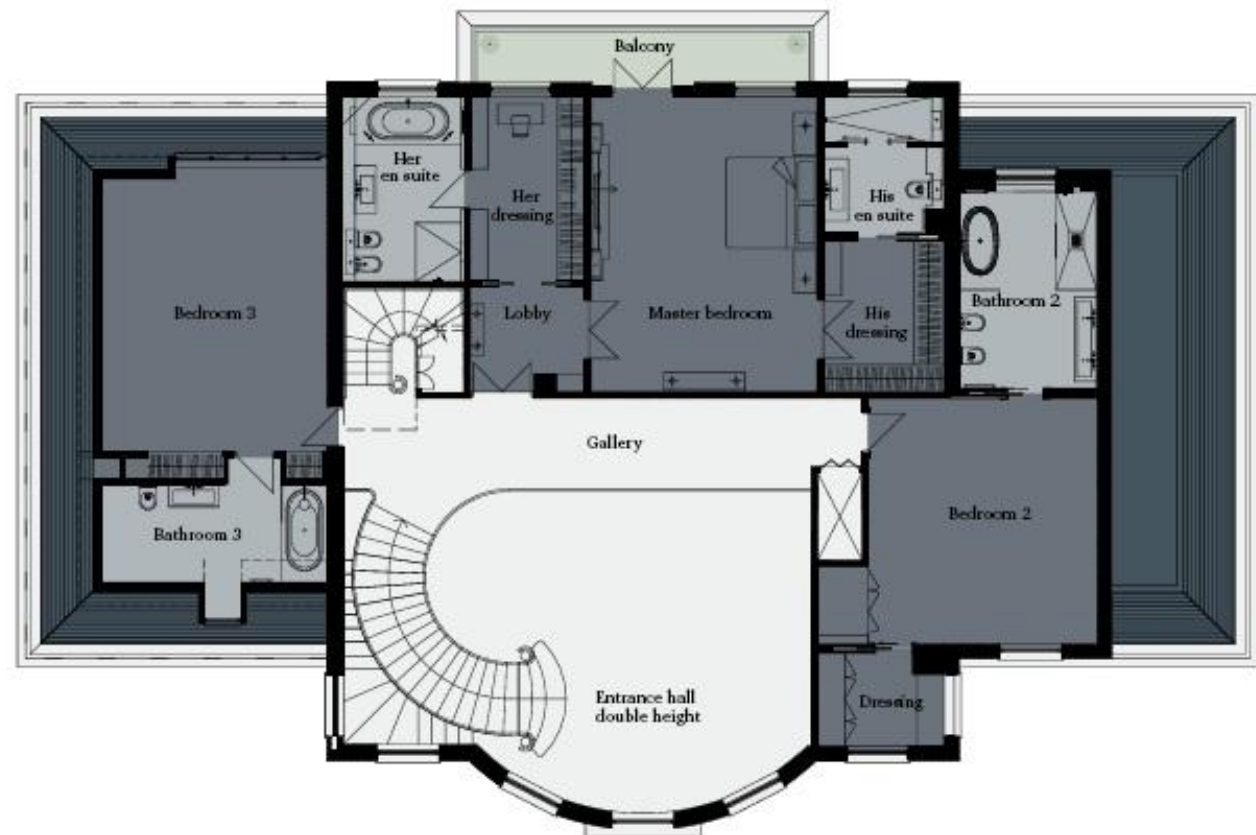 Balcony
Her
en suite
Her
dressing
His
en suite
Bedroom 3
Lobby
Master bedroom
His
dressing
Bathroom 2
Gallery
Bathroom 3
Bedroom 2
Entrance hall
double height
Dressing